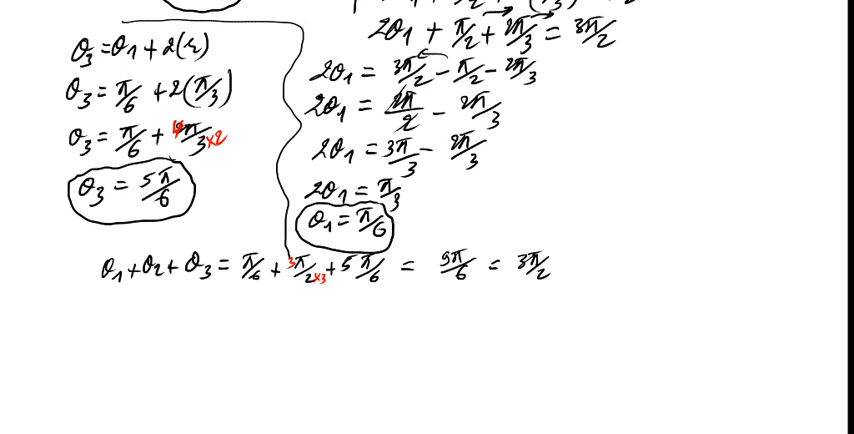 2θ1 + π/2 + 2π/3 = 3π/2
θ3 = θ1 + 2(r)
θ3 = π/6 + 2(π/3)
θ3 = π/6 + 2π/3 ×2
θ3 = 5π/6
2θ1 = 3π/2 - π/2 - 2π/3
2θ1 = 2π/2 - 2π/3
2θ1 = 3π/3 - 2π/3
2θ1 = π/3
θ1 = π/6
θ1 + θ2 + θ3 = π/6 + 3π/2 ×3 + 5π/6 = 9π/6 = 3π/2